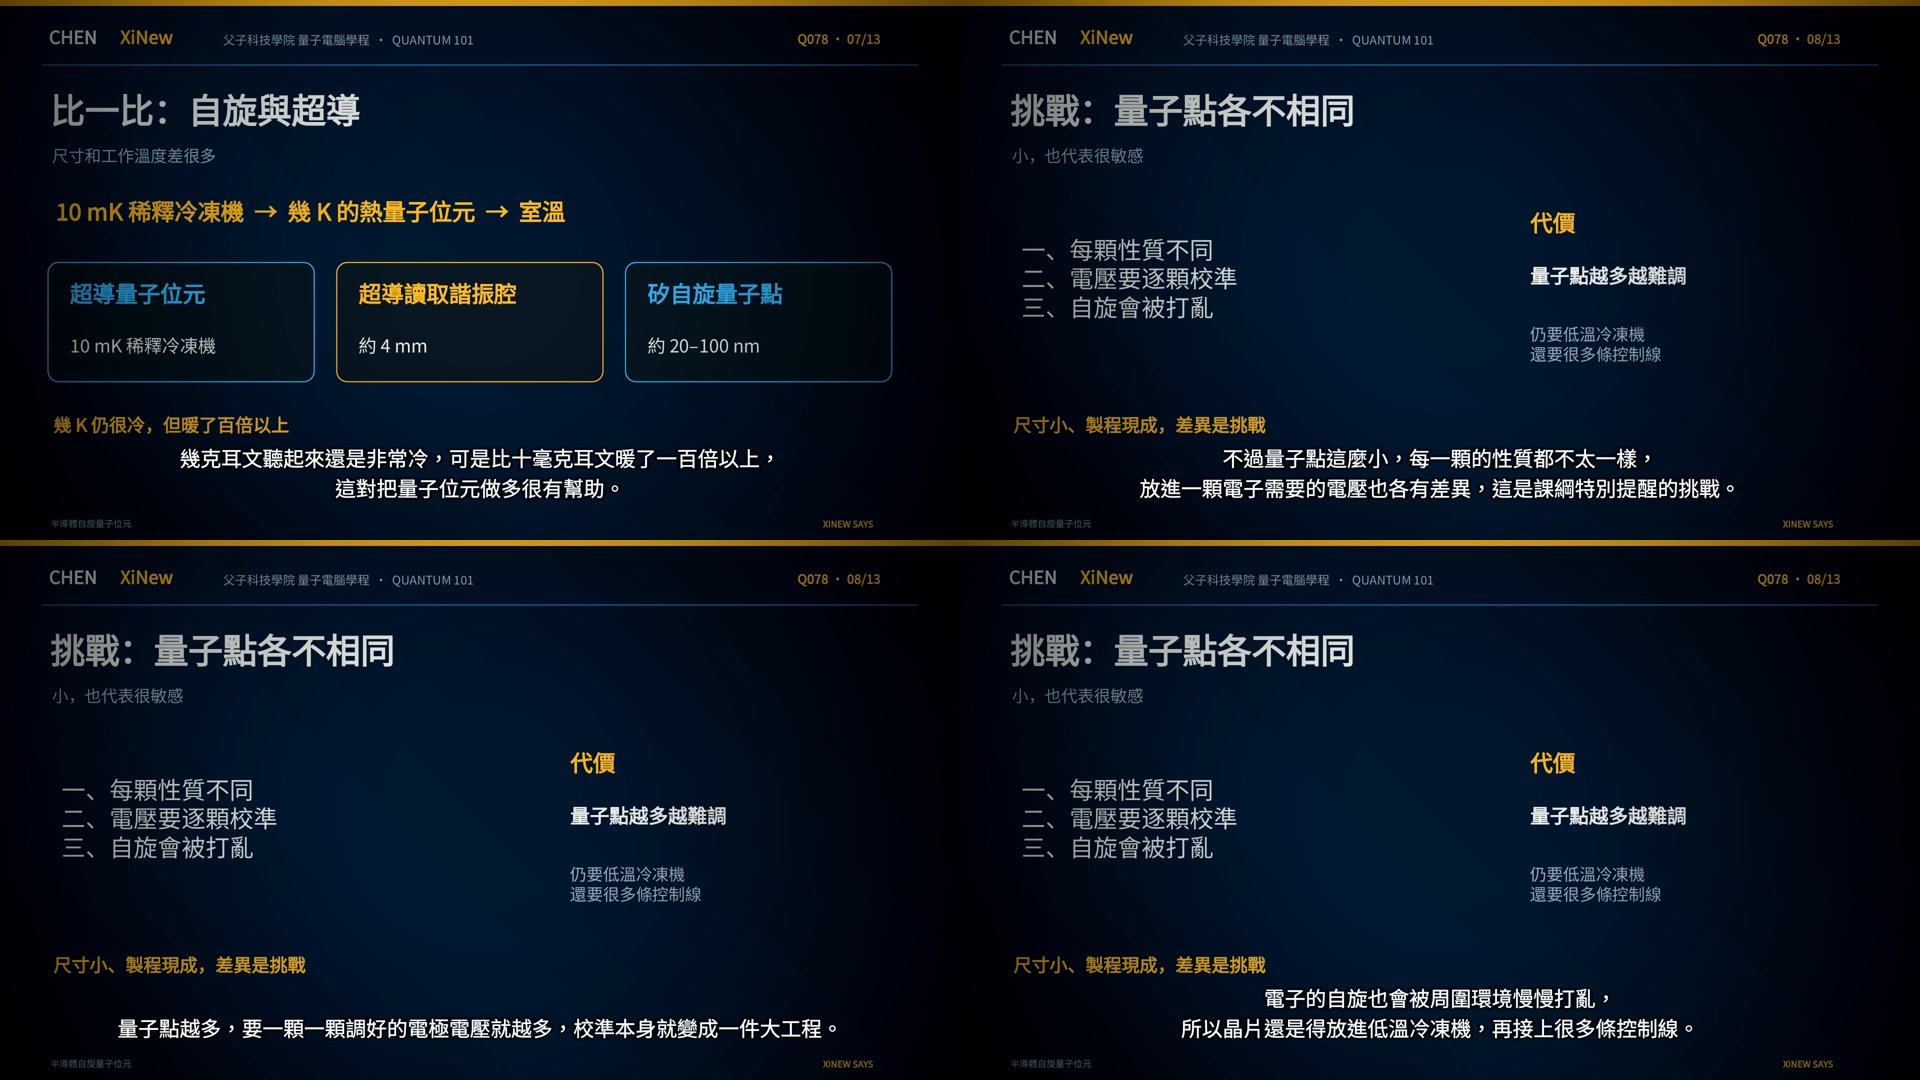 CHEN XiNew 父子科技學院 量子電腦學程 · QUANTUM 101 Q078 · 07/13
比一比：自旋與超導
尺寸和工作溫度差很多
10 mK 稀釋冷凍機 → 幾 K 的熱量子位元 → 室溫
超導量子位元
10 mK 稀釋冷凍機
超導讀取諧振腔
約 4 mm
矽自旋量子點
約 20–100 nm
幾 K 仍很冷，但暖了百倍以上
幾克耳文聽起來還是非常冷，可是比十毫克耳文暖了一百倍以上，
這對把量子位元做多很有幫助。
半導體自旋量子位元 XINEW SAYS
CHEN XiNew 父子科技學院 量子電腦學程 · QUANTUM 101 Q078 · 08/13
挑戰：量子點各不相同
小，也代表很敏感
一、每顆性質不同
二、電壓要逐顆校準
三、自旋會被打亂
代價
量子點越多越難調
仍要低溫冷凍機
還要很多條控制線
尺寸小、製程現成，差異是挑戰
不過量子點這麼小，每一顆的性質都不太一樣，
放進一顆電子需要的電壓也各有差異，這是課綱特別提醒的挑戰。
半導體自旋量子位元 XINEW SAYS
CHEN XiNew 父子科技學院 量子電腦學程 · QUANTUM 101 Q078 · 08/13
挑戰：量子點各不相同
小，也代表很敏感
一、每顆性質不同
二、電壓要逐顆校準
三、自旋會被打亂
代價
量子點越多越難調
仍要低溫冷凍機
還要很多條控制線
尺寸小、製程現成，差異是挑戰
量子點越多，要一顆一顆調好的電極電壓就越多，校準本身就變成一件大工程。
半導體自旋量子位元 XINEW SAYS
CHEN XiNew 父子科技學院 量子電腦學程 · QUANTUM 101 Q078 · 08/13
挑戰：量子點各不相同
小，也代表很敏感
一、每顆性質不同
二、電壓要逐顆校準
三、自旋會被打亂
代價
量子點越多越難調
仍要低溫冷凍機
還要很多條控制線
尺寸小、製程現成，差異是挑戰
電子的自旋也會被周圍環境慢慢打亂，
所以晶片還是得放進低溫冷凍機，再接上很多條控制線。
半導體自旋量子位元 XINEW SAYS